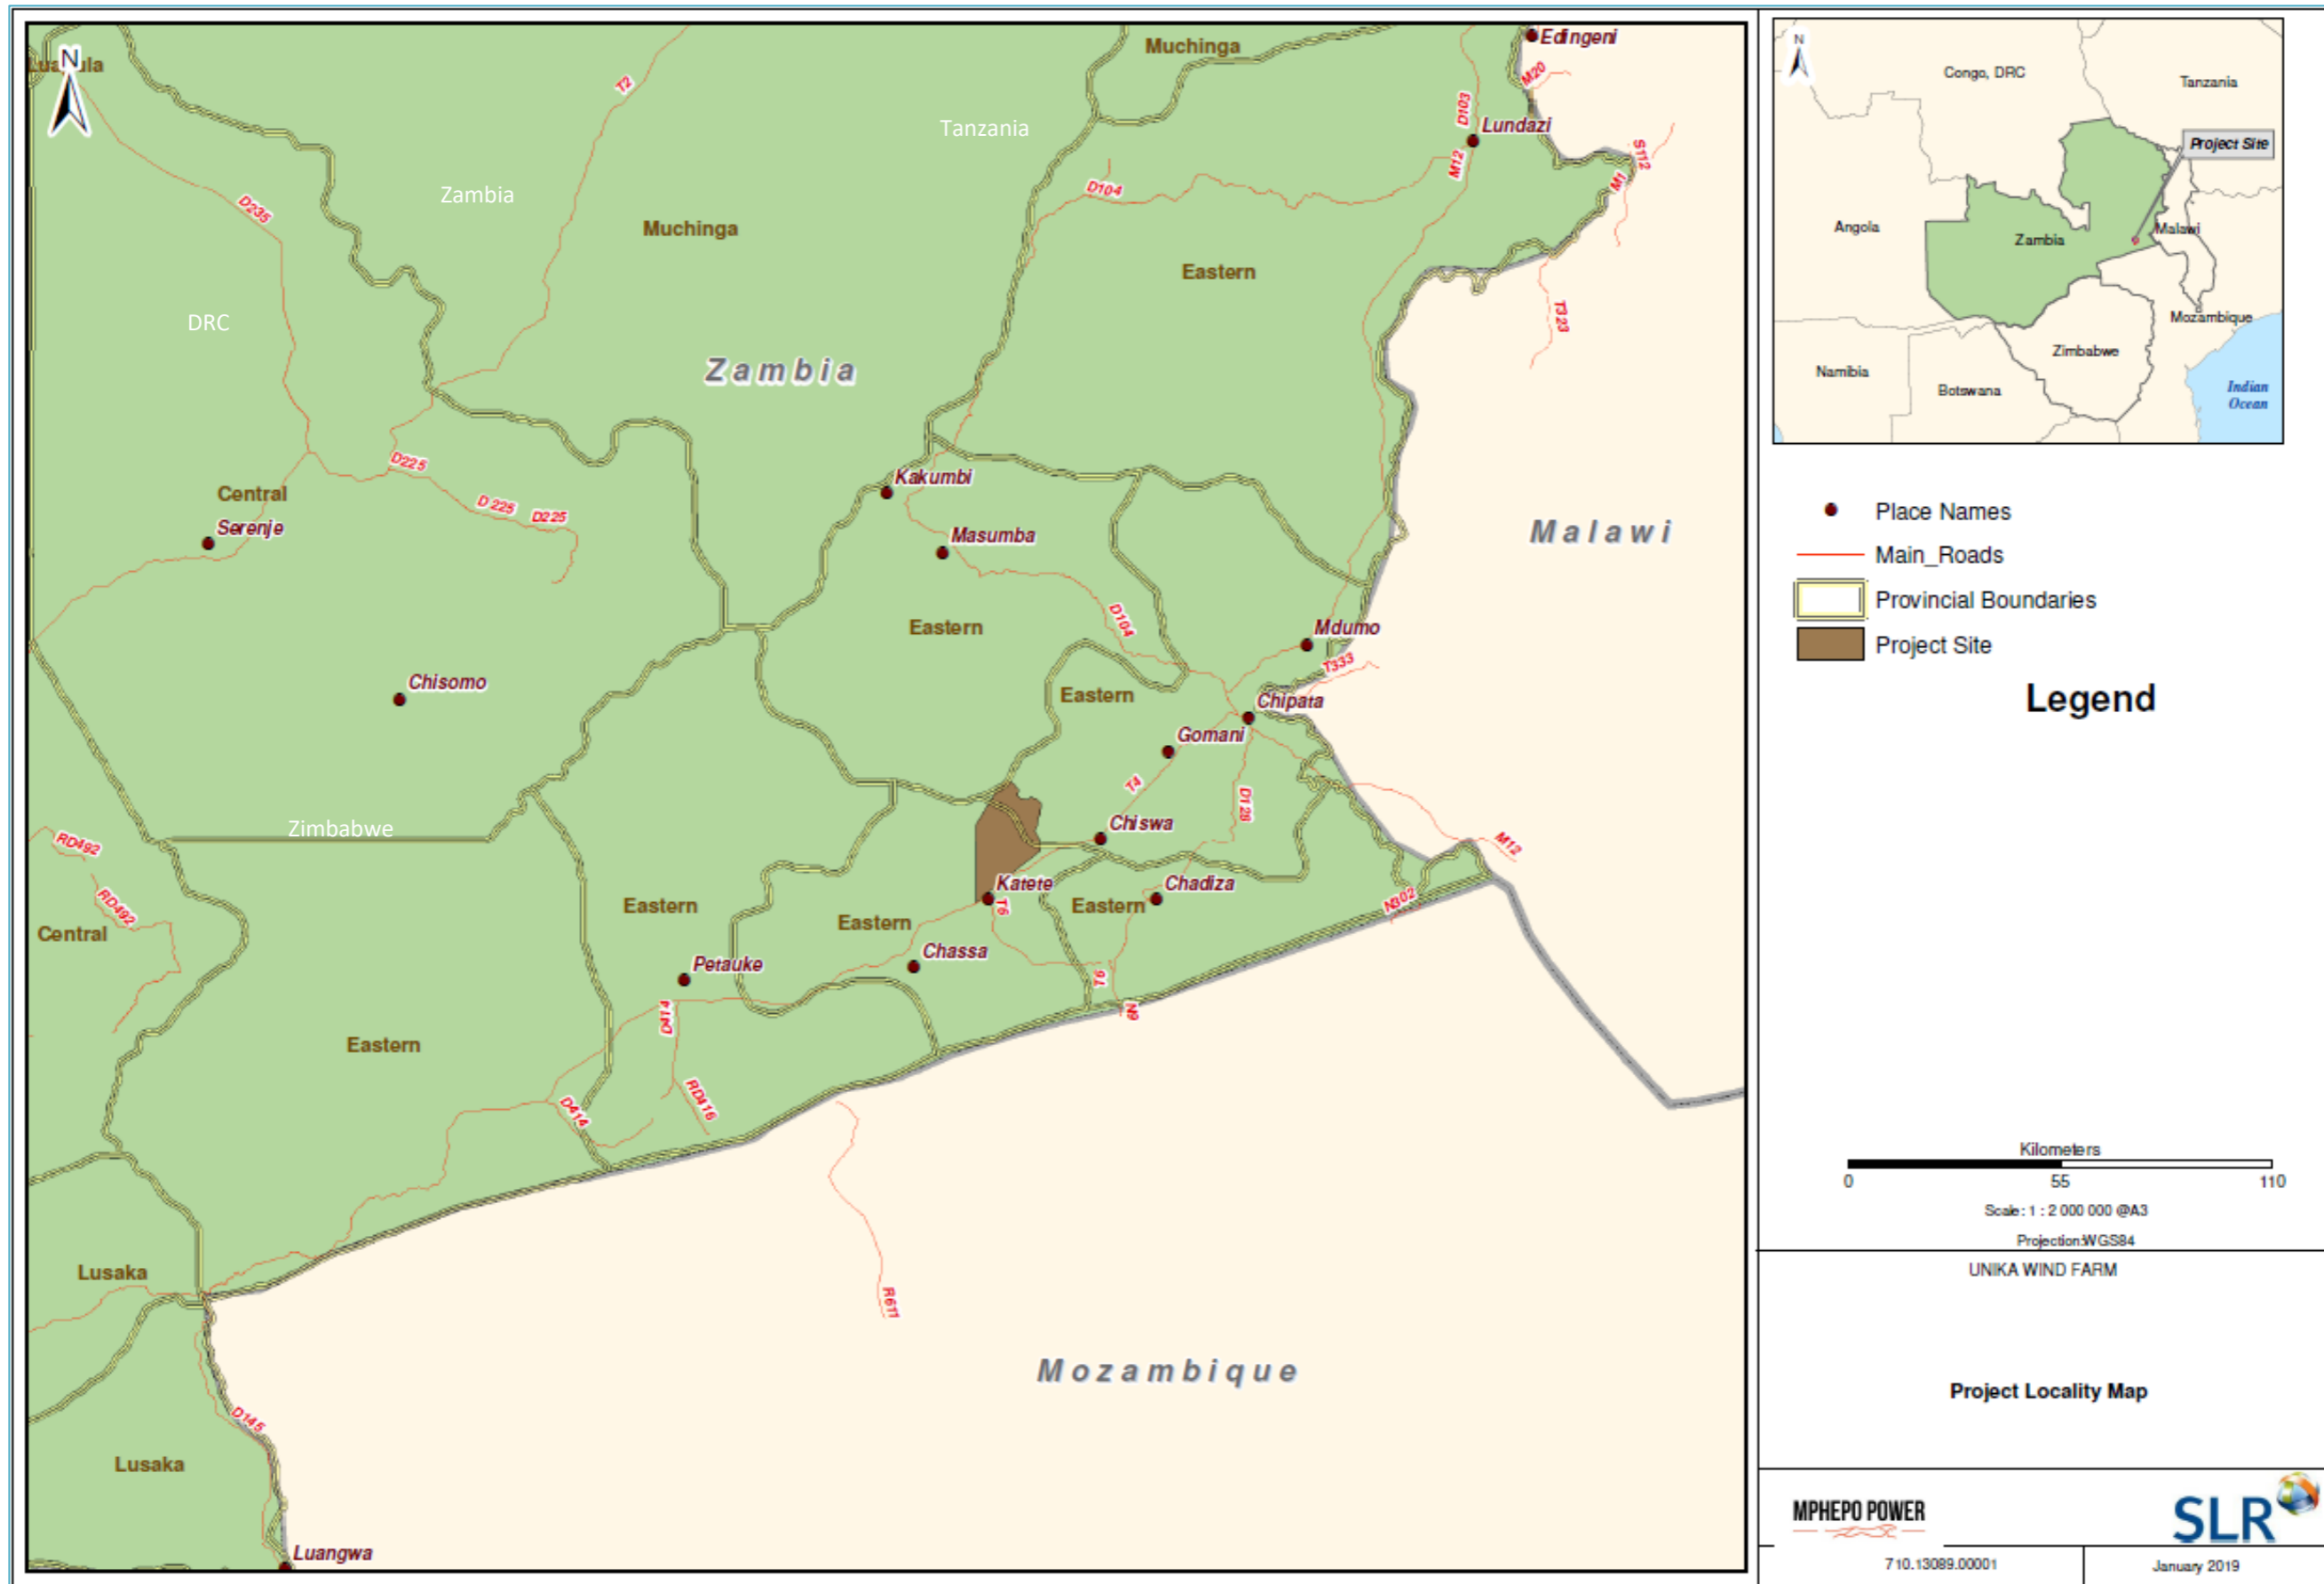 N
Luapula
T2
Muchinga
Edingeni
M20
D103
Lundazi
S112
Tanzania
M12
M1
D104
Zambia
D235
Muchinga
Eastern
T323
DRC
Zambia
D225
Central
Serenje
D 225
D225
Kakumbi
Masumba
Malawi
Eastern
D104
Mdumo
T333
Chisomo
Eastern
Chipata
Gomani
T4
D128
Chiswa
Zimbabwe
RD492
M12
RD492
Katete
T6
Chadiza
Eastern
Eastern
Eastern
N302
Central
Chassa
Petauke
T6
N9
D414
Eastern
RD416
D414
Lusaka
R611
Mozambique
D145
Lusaka
Luangwa
N
Congo, DRC
Tanzania
Project Site
Angola
Zambia
Malawi
Mozambique
Zimbabwe
Namibia
Botswana
Indian
Ocean
Place Names
Main_Roads
Provincial Boundaries
Project Site
Legend
Kilometers
0 55 110
Scale: 1 : 2 000 000 @A3
Projection:WGS84
UNIKA WIND FARM
Project Locality Map
MPHEPO POWER
SLR
710.13089.00001
January 2019